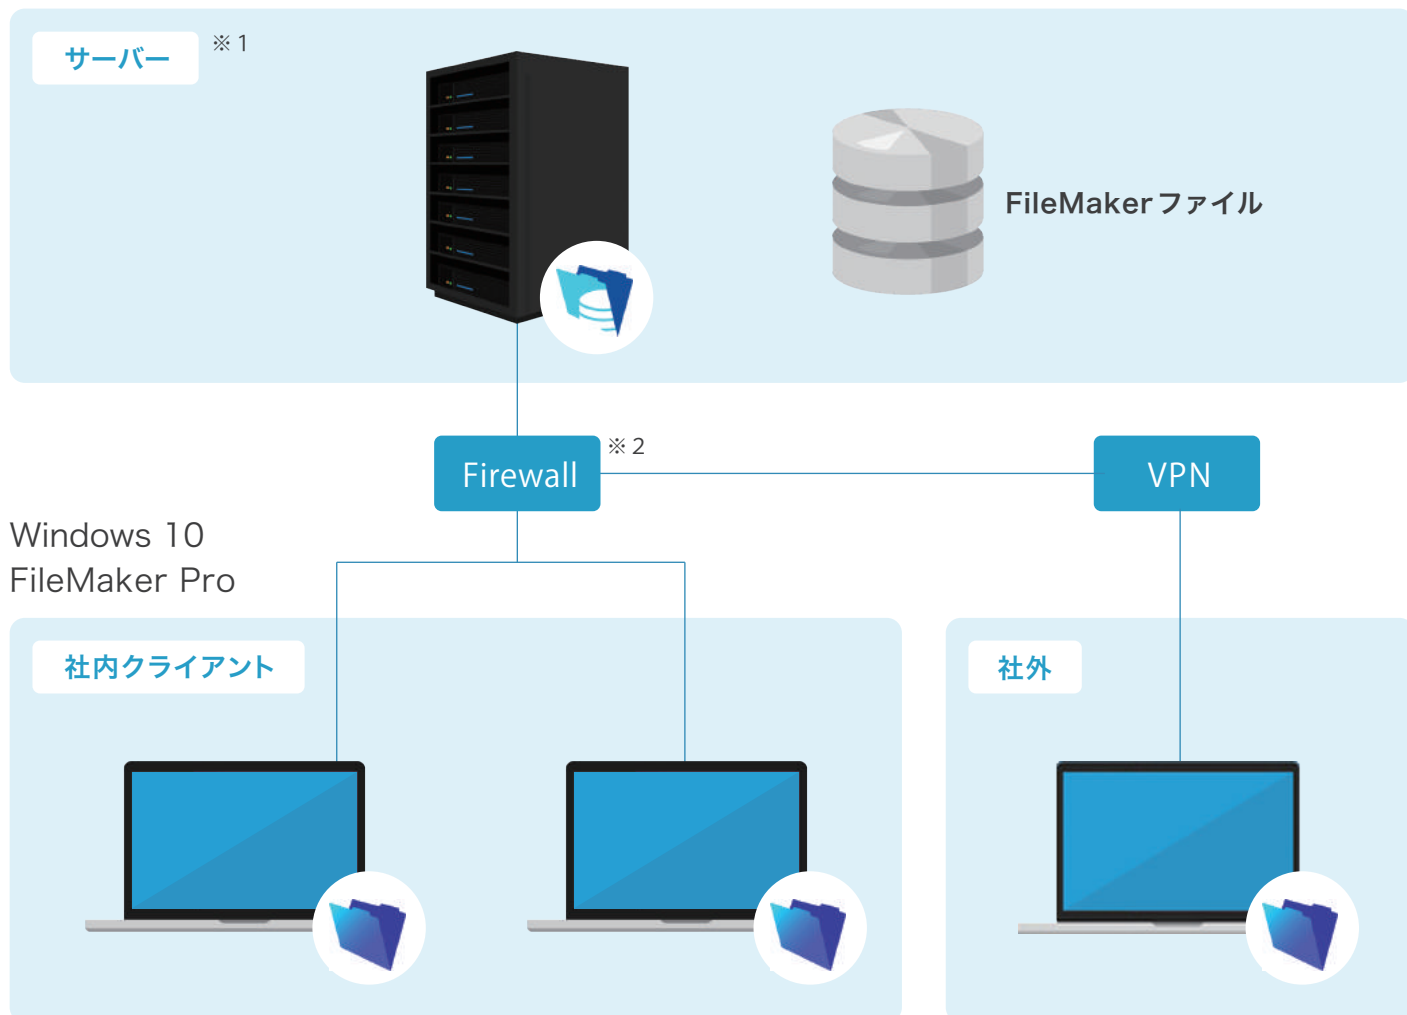 サーバー ※1
FileMakerファイル
Firewall ※2
VPN
Windows 10
FileMaker Pro
社内クライアント
社外